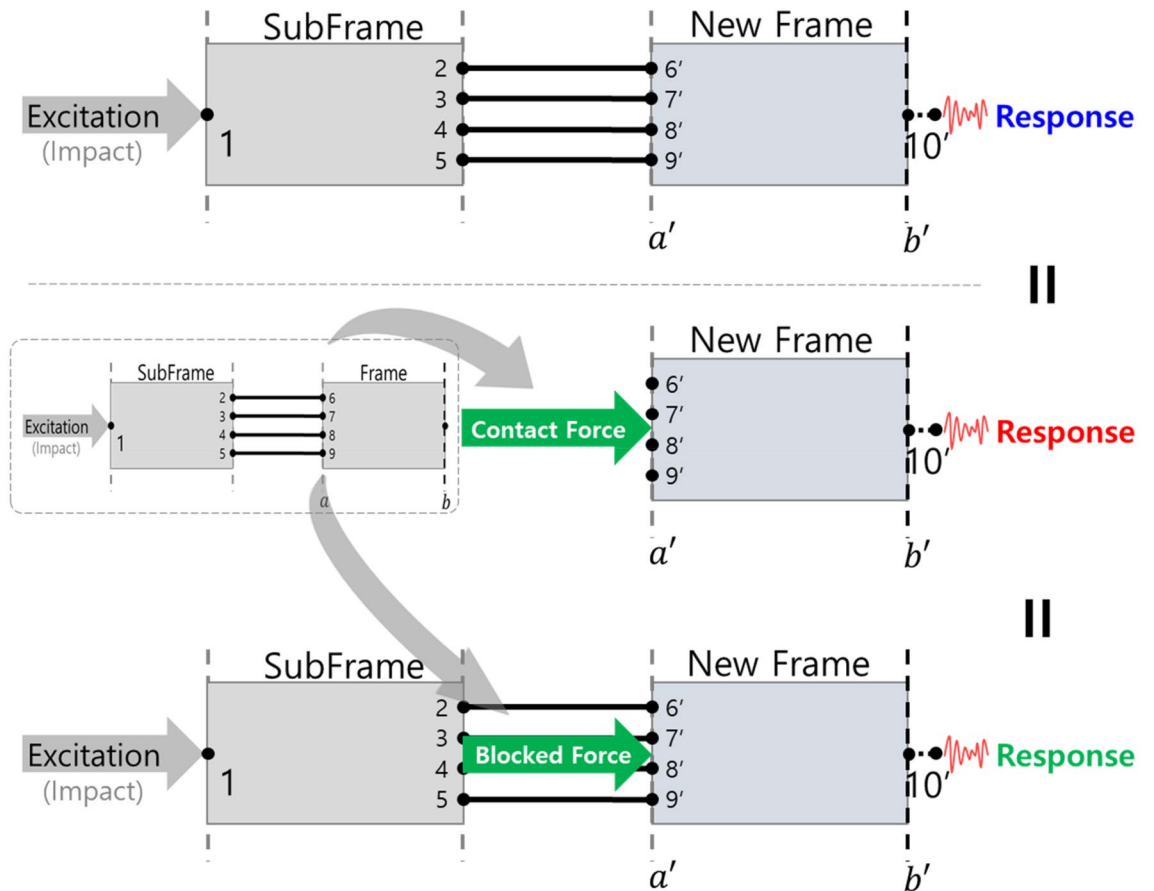 SubFrame
New Frame
Excitation
(Impact)
1
2
3
4
5
6′
7′
8′
9′
10′
Response
a′
b′
=
SubFrame
Frame
Excitation
(Impact)
1
2
3
4
5
6
7
8
9
a
b
Contact Force
New Frame
6′
7′
8′
9′
10′
Response
a′
b′
=
SubFrame
New Frame
Excitation
(Impact)
1
2
3
4
5
Blocked Force
6′
7′
8′
9′
10′
Response
a′
b′